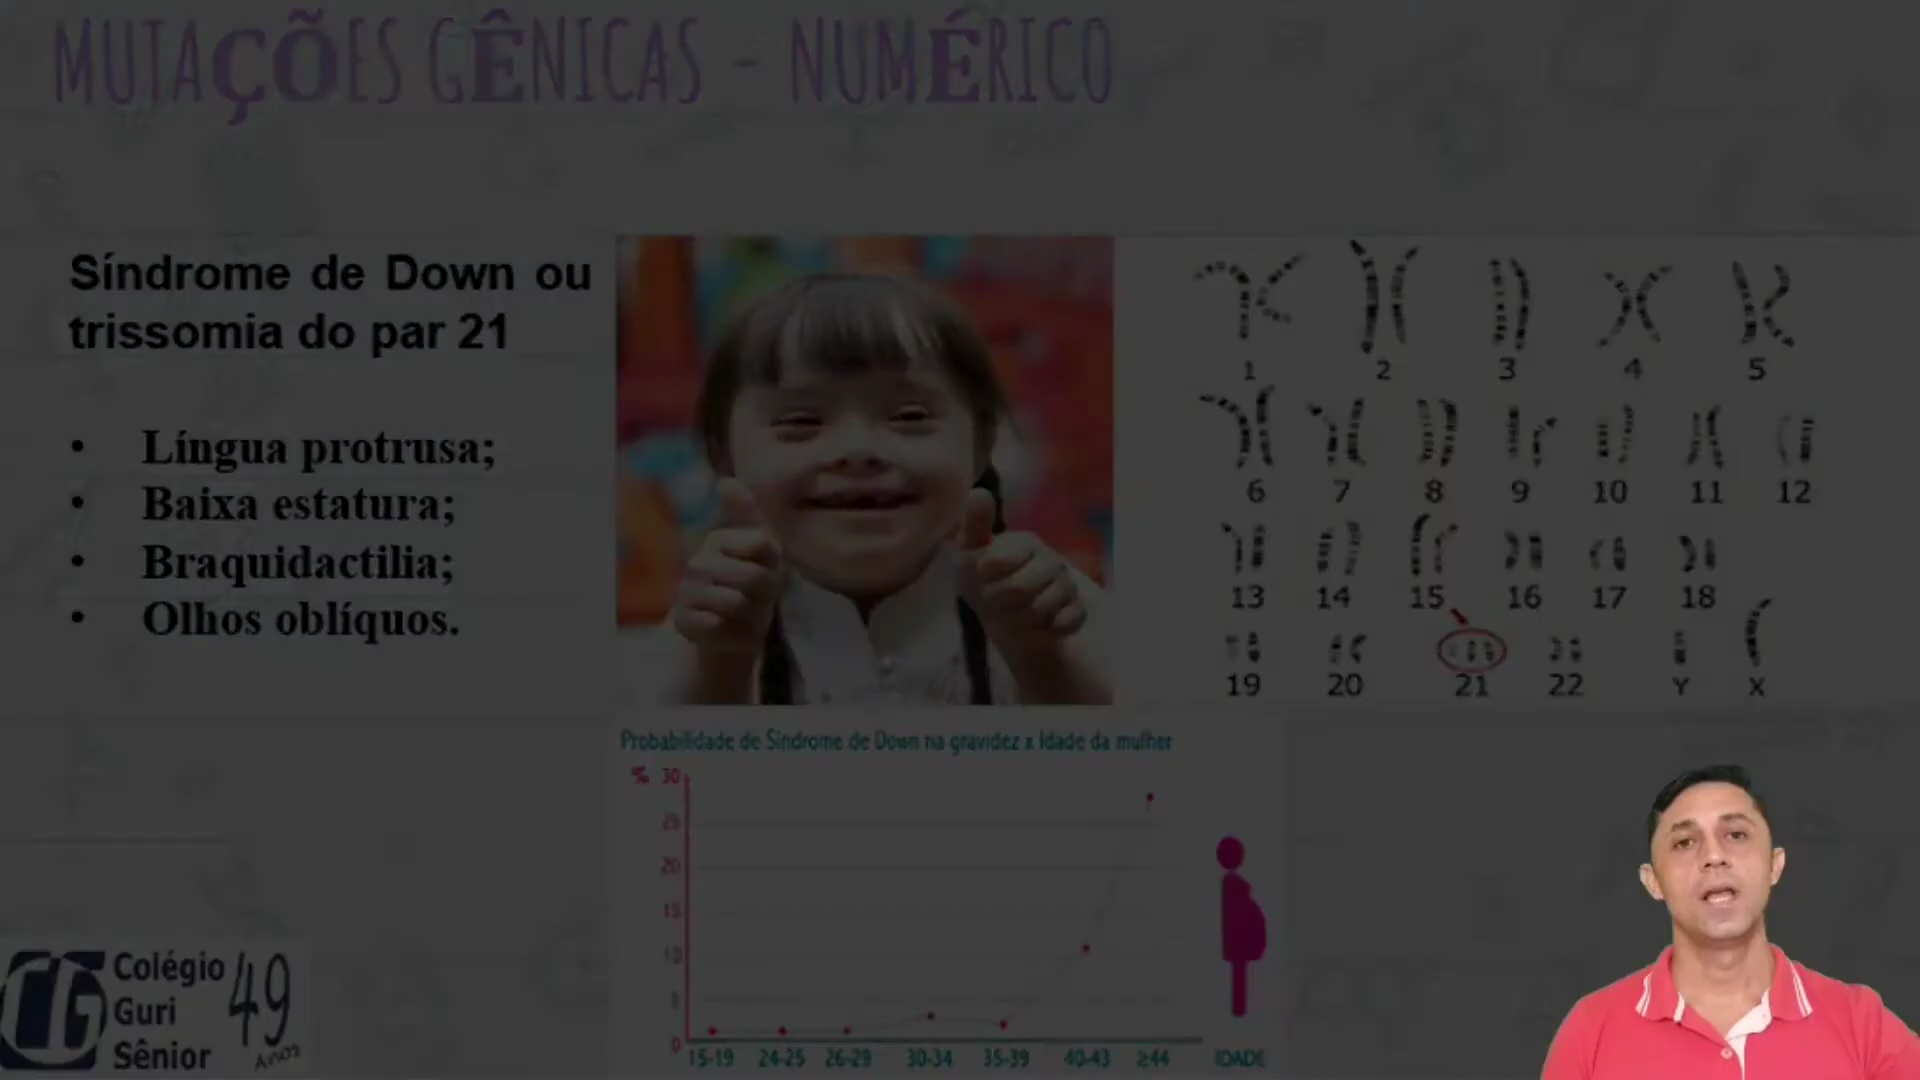 MUTAÇÕES GÊNICAS - NUMÉRICO
Síndrome de Down ou
trissomia do par 21
• Língua protrusa;
• Baixa estatura;
• Braquidactilia;
• Olhos oblíquos.
1 2 3 4 5
6 7 8 9 10 11 12
13 14 15 16 17 18
19 20 21 22 Y X
Probabilidade de Síndrome de Down na gravidez x Idade da mulher
% 30
25
20
15
10
5
0
15-19 24-25 26-29 30-34 35-39 40-43 ≥44 IDADE
Colégio
Guri
Sênior
49
Anos